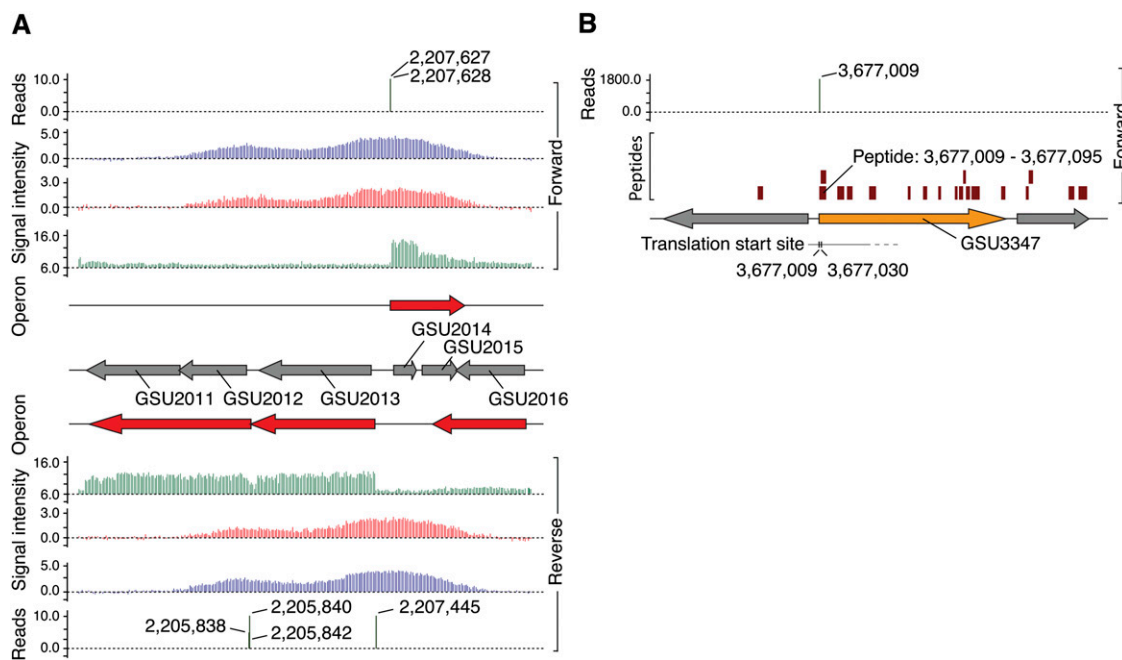 A
2,207,627
2,207,628
Reads
10.0
0.0
Signal intensity
5.0
0.0
3.0
0.0
16.0
6.0
Forward
Operon
GSU2014
GSU2015
GSU2011
GSU2012
GSU2013
GSU2016
Operon
Signal intensity
16.0
6.0
3.0
0.0
5.0
0.0
Reverse
Reads
10.0
0.0
2,205,840
2,207,445
2,205,838
2,205,842
B
Reads
1800.0
0.0
3,677,009
Forward
Peptides
Peptide: 3,677,009 - 3,677,095
Translation start site
GSU3347
3,677,009
3,677,030